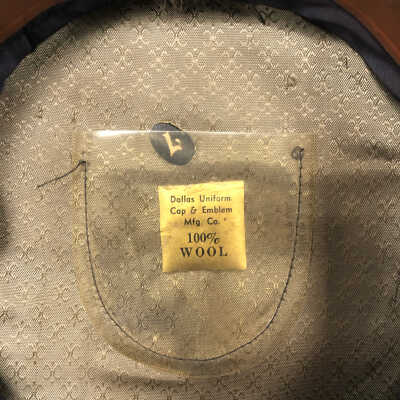 L
Dallas Uniform
Cap & Emblem
Mfg. Co.
100%
WOOL